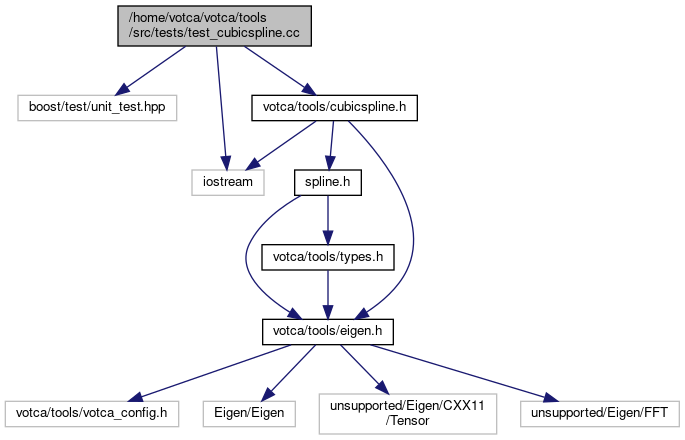 /home/votca/votca/tools
/src/tests/test_cubicspline.cc
boost/test/unit_test.hpp
votca/tools/cubicspline.h
iostream
spline.h
votca/tools/types.h
votca/tools/eigen.h
votca/tools/votca_config.h
Eigen/Eigen
unsupported/Eigen/CXX11
/Tensor
unsupported/Eigen/FFT